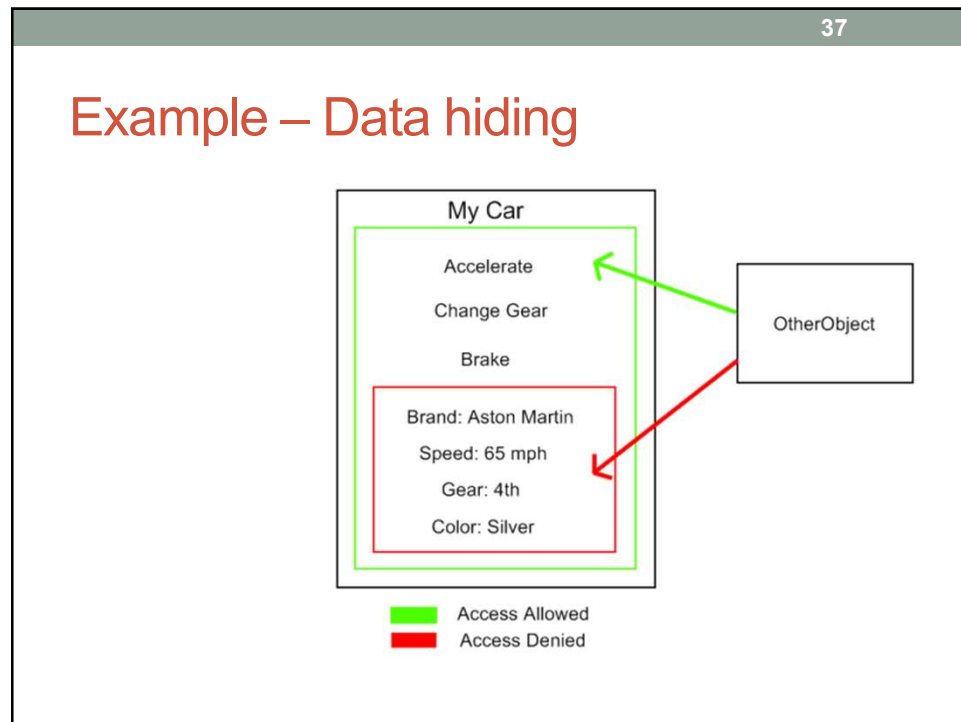 37
Example – Data hiding
My Car
Accelerate
Change Gear
Brake
Brand: Aston Martin
Speed: 65 mph
Gear: 4th
Color: Silver
OtherObject
Access Allowed
Access Denied